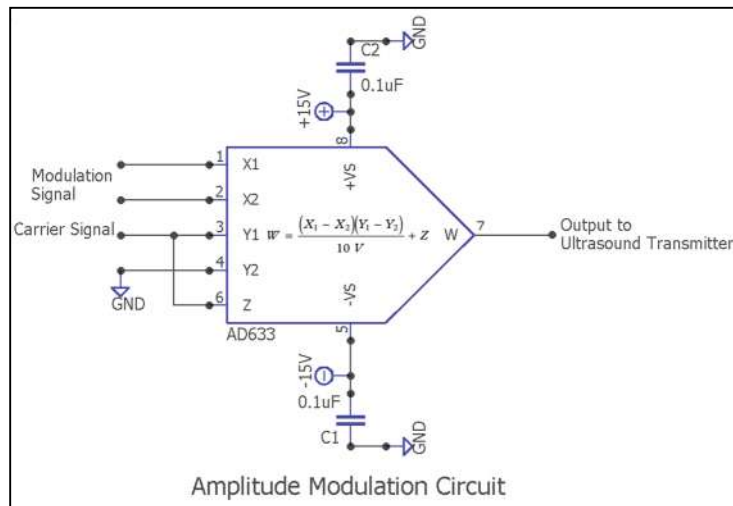 GND
C2
0.1uF
+15V
8
+VS
1
X1
Modulation
Signal
2
X2
Carrier Signal
3
Y1
W = (X1 − X2)(Y1 − Y2) / 10 V + Z
W
7
Output to
Ultrasound Transmitter
4
Y2
GND
6
Z
-VS
AD633
5
-15V
0.1uF
C1
GND
Amplitude Modulation Circuit